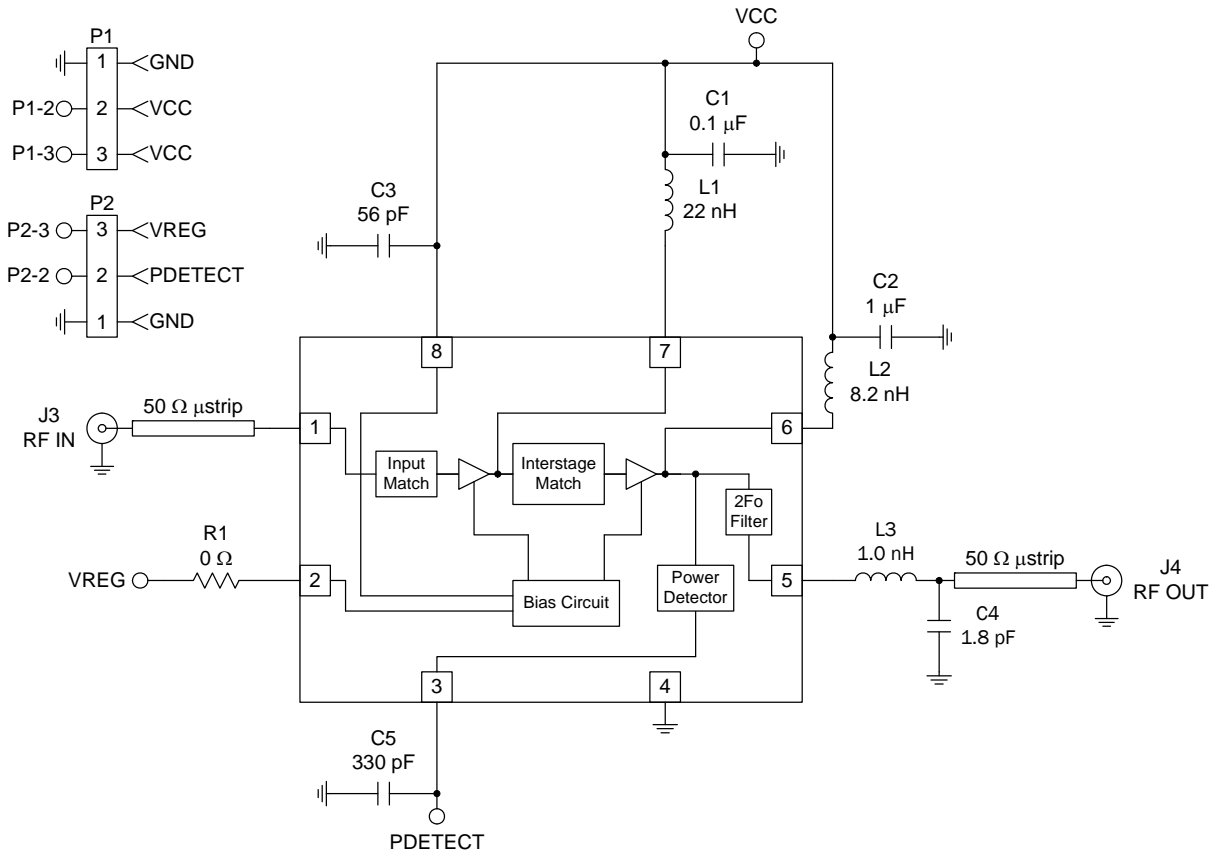 P1
1
GND
P1-2
2
VCC
P1-3
3
VCC
P2
P2-3
3
VREG
P2-2
2
PDETECT
1
GND
VCC
C1
0.1 μF
L1
22 nH
C3
56 pF
C2
1 μF
L2
8.2 nH
8
7
J3
RF IN
50 Ω μstrip
1
6
Input
Match
Interstage
Match
2Fo
Filter
R1
0 Ω
VREG
2
Bias Circuit
Power
Detector
5
L3
1.0 nH
50 Ω μstrip
J4
RF OUT
C4
1.8 pF
3
4
C5
330 pF
PDETECT